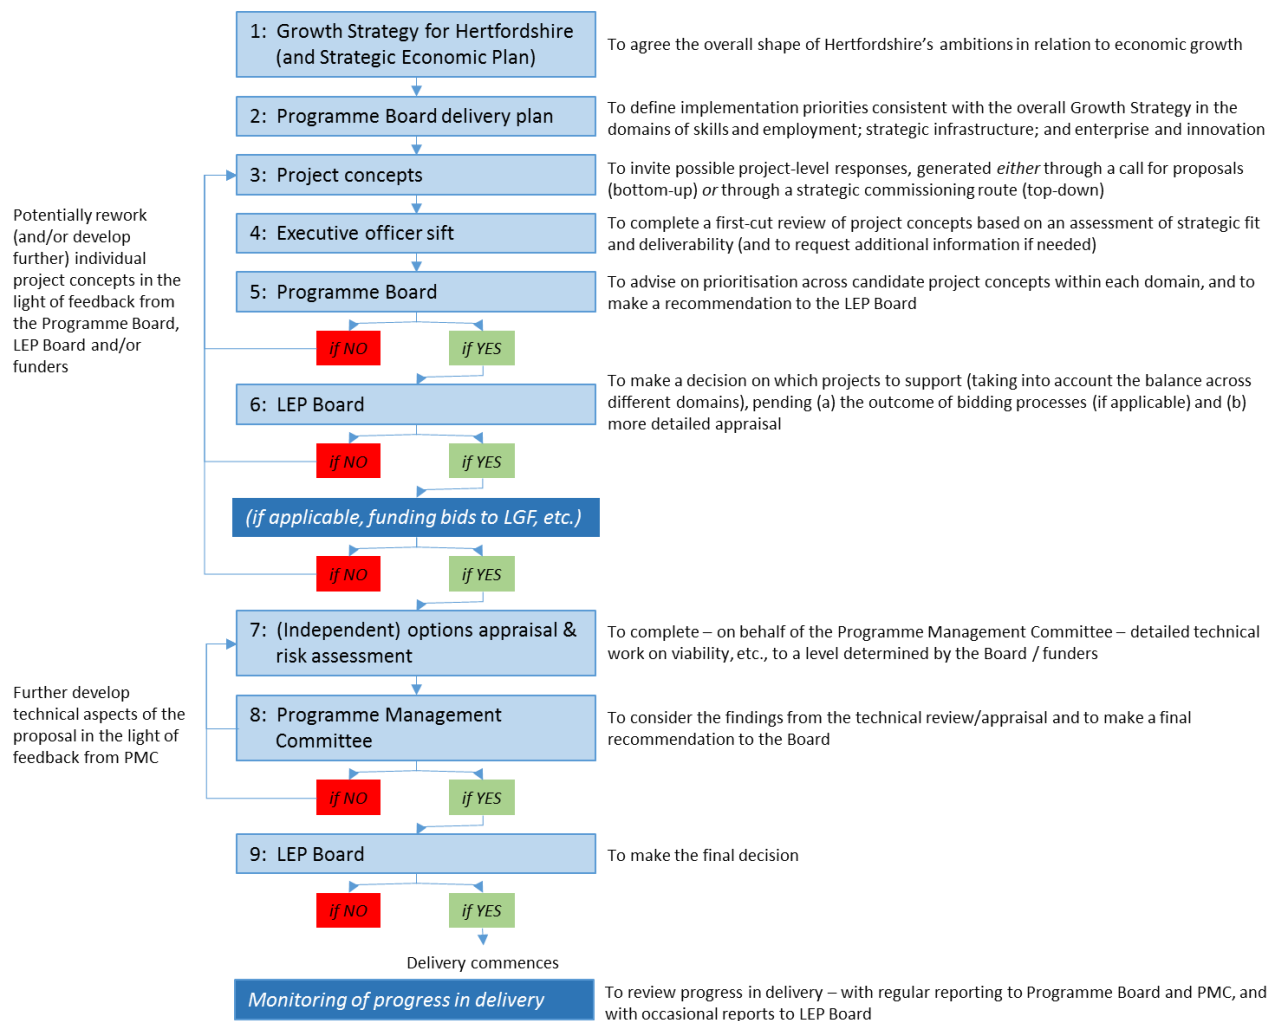 1: Growth Strategy for Hertfordshire
(and Strategic Economic Plan)
To agree the overall shape of Hertfordshire’s ambitions in relation to economic growth
2: Programme Board delivery plan
To define implementation priorities consistent with the overall Growth Strategy in the
domains of skills and employment; strategic infrastructure; and enterprise and innovation
3: Project concepts
To invite possible project-level responses, generated either through a call for proposals
(bottom-up) or through a strategic commissioning route (top-down)
Potentially rework
(and/or develop
further) individual
project concepts in the
light of feedback from
the Programme Board,
LEP Board and/or
funders
4: Executive officer sift
To complete a first-cut review of project concepts based on an assessment of strategic fit
and deliverability (and to request additional information if needed)
5: Programme Board
To advise on prioritisation across candidate project concepts within each domain, and to
make a recommendation to the LEP Board
if NO
if YES
6: LEP Board
To make a decision on which projects to support (taking into account the balance across
different domains), pending (a) the outcome of bidding processes (if applicable) and (b)
more detailed appraisal
if NO
if YES
(if applicable, funding bids to LGF, etc.)
if NO
if YES
7: (Independent) options appraisal &
risk assessment
To complete – on behalf of the Programme Management Committee – detailed technical
work on viability, etc., to a level determined by the Board / funders
Further develop
technical aspects of the
proposal in the light of
feedback from PMC
8: Programme Management
Committee
To consider the findings from the technical review/appraisal and to make a final
recommendation to the Board
if NO
if YES
9: LEP Board
To make the final decision
if NO
if YES
Delivery commences
Monitoring of progress in delivery
To review progress in delivery – with regular reporting to Programme Board and PMC, and
with occasional reports to LEP Board